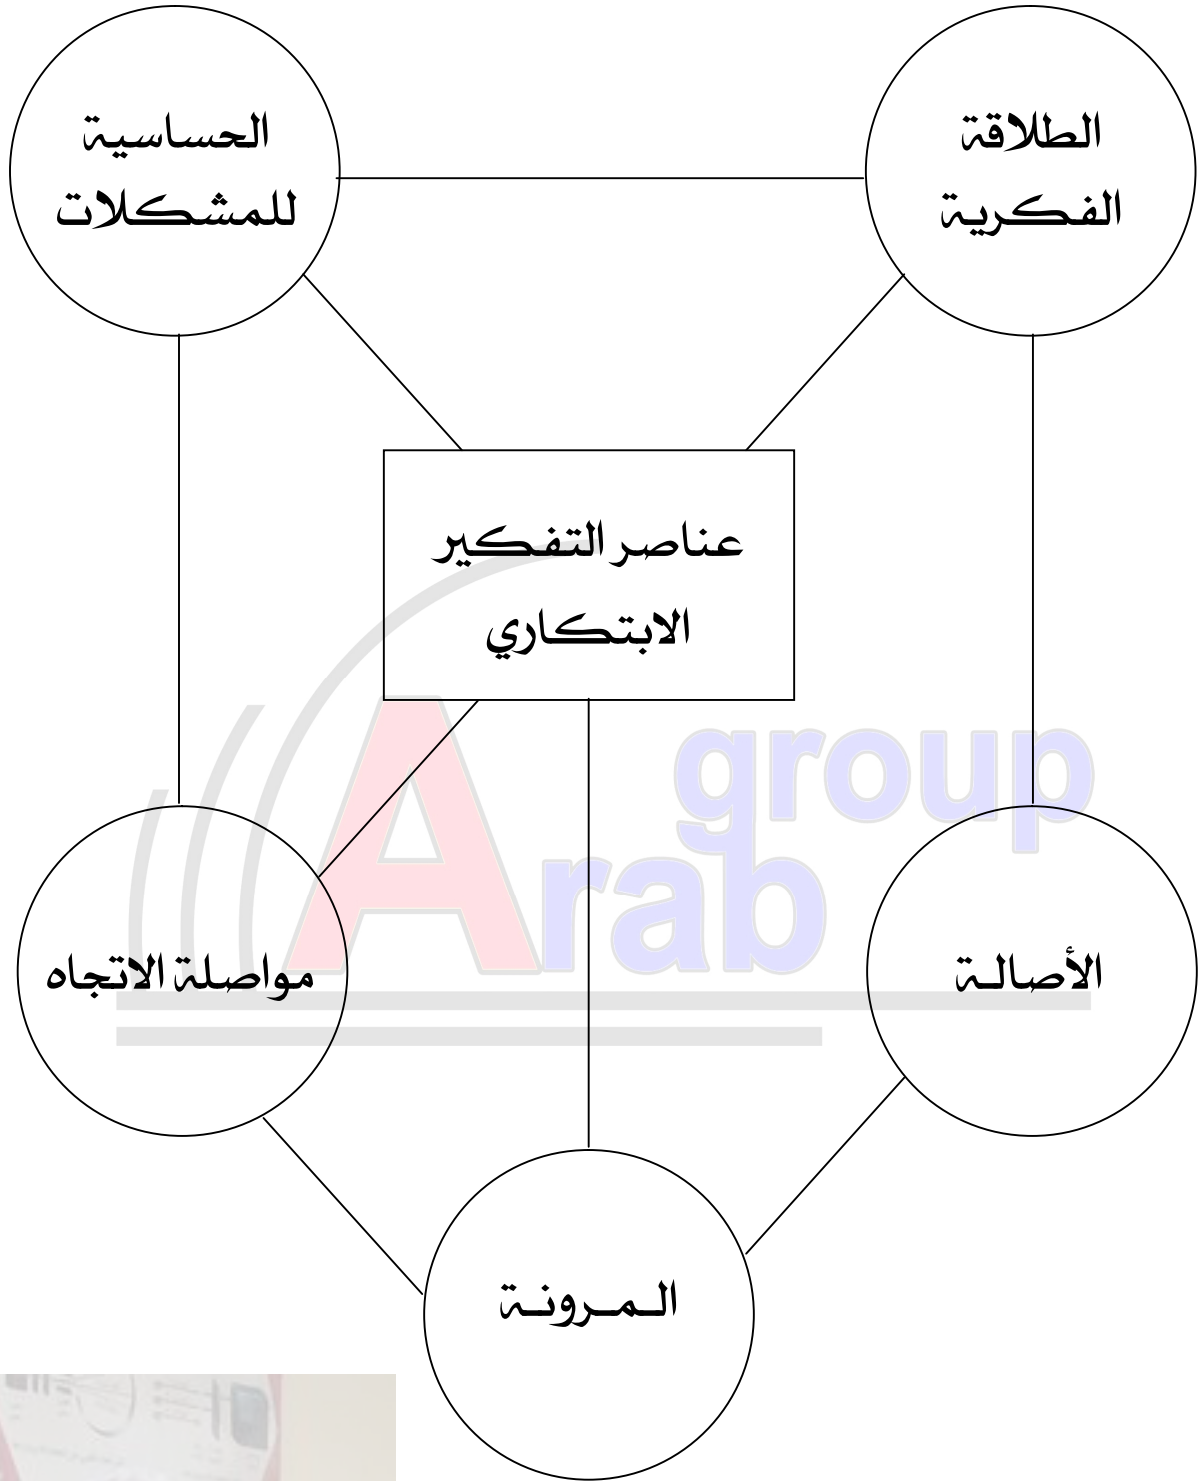 الطلاقة
الفكرية
الحساسية
للمشكلات
عناصر التفكير
الابتكاري
group
Arab
الأصالة
مواصلة الاتجاه
المرونة